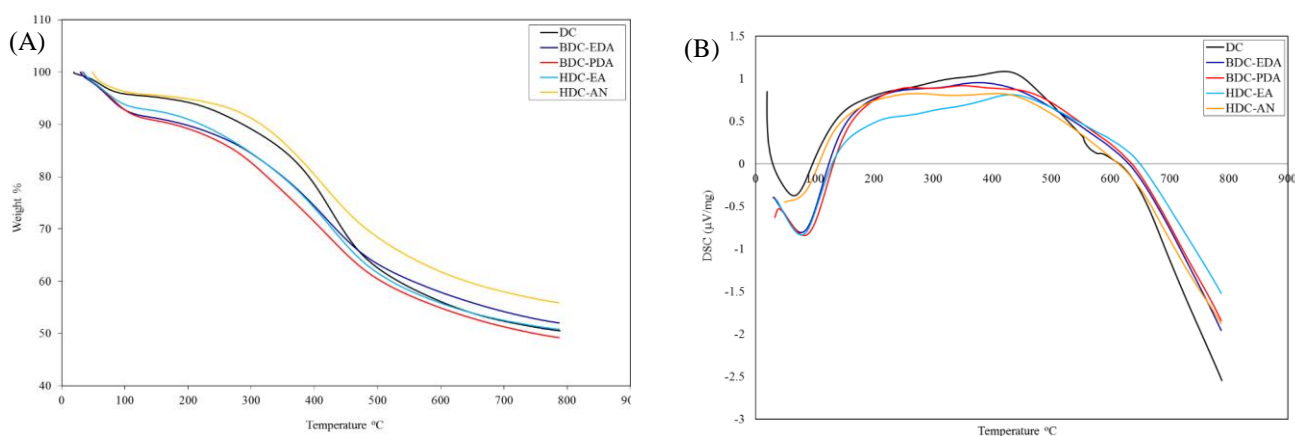 (A)
110
100
90
80
70
60
50
40
Weight %
0 100 200 300 400 500 600 700 800 90
Temperature °C
DC
BDC-EDA
BDC-PDA
HDC-EA
HDC-AN
(B)
1.5
1
0.5
0
-0.5
-1
-1.5
-2
-2.5
-3
DSC (µV/mg)
0 100 200 300 400 500 600 700 800 900
Temperature °C
DC
BDC-EDA
BDC-PDA
HDC-EA
HDC-AN